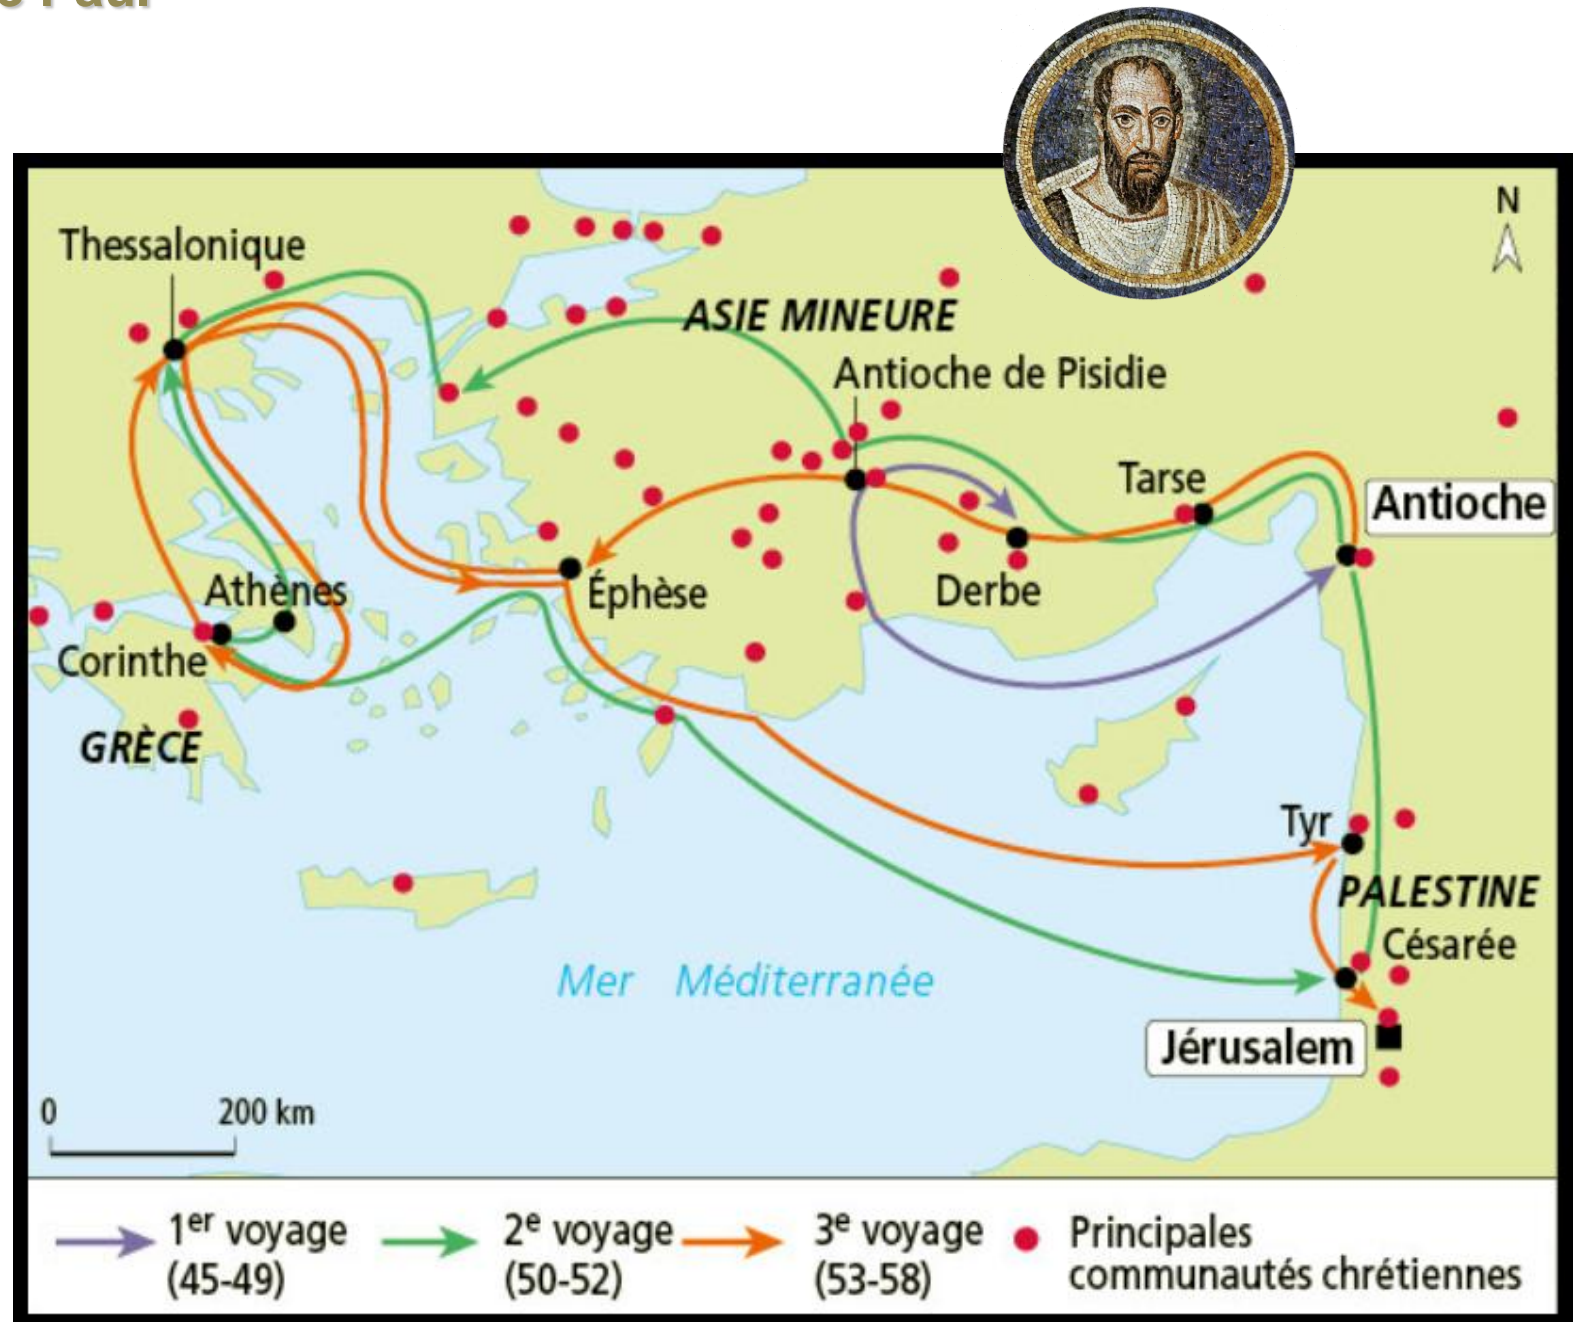 Paul
N
Thessalonique
ASIE MINEURE
Antioche de Pisidie
Tarse
Antioche
Athènes
Éphèse
Derbe
Corinthe
GRÈCE
Tyr
PALESTINE
Césarée
Mer Méditerranée
Jérusalem
0 200 km
1er voyage
(45-49)
2e voyage
(50-52)
3e voyage
(53-58)
Principales
communautés chrétiennes